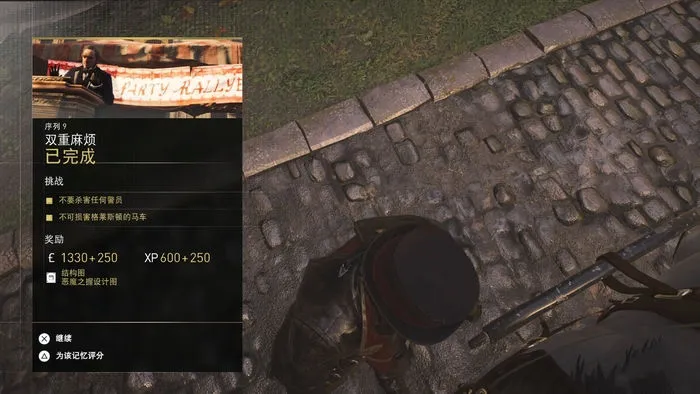 PARTY RALLYE
序列 9
双重麻烦
已完成
挑战
不要杀害任何警员
不可损害格莱斯顿的马车
奖励
£ 1330+250 XP 600+250
结构图
恶魔之握设计图
继续
为该记忆评分